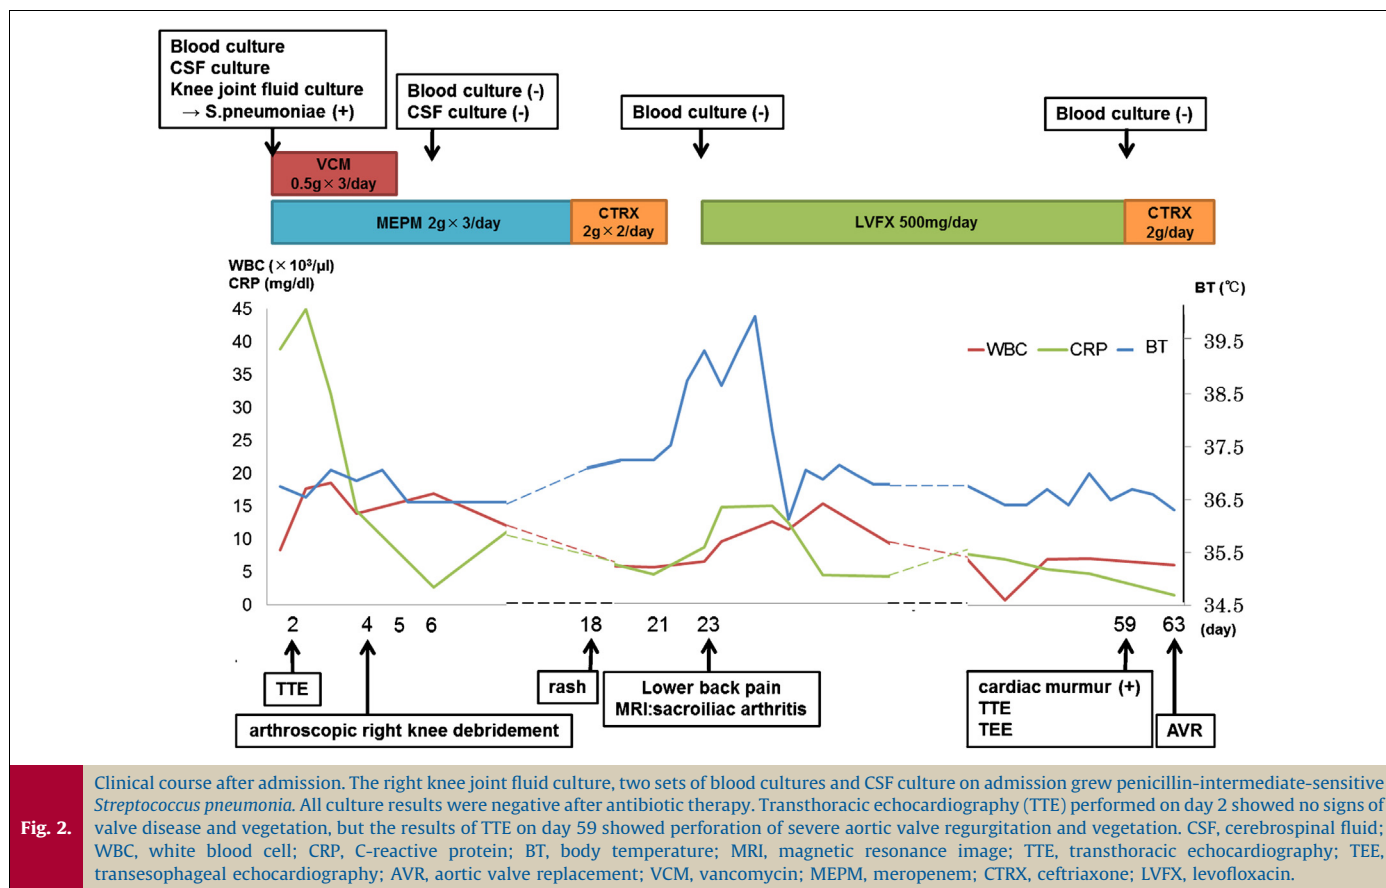 Blood culture
CSF culture
Knee joint fluid culture
→ S.pneumoniae (+)
Blood culture (-)
CSF culture (-)
Blood culture (-)
Blood culture (-)
VCM
0.5g × 3/day
MEPM 2g × 3/day
CTRX
2g × 2/day
LVFX 500mg/day
CTRX
2g/day
WBC (× 10³/μl)
CRP (mg/dl)
BT (℃)
45
40
35
30
25
20
15
10
5
0
WBC
CRP
BT
39.5
38.5
37.5
36.5
35.5
34.5
2
4
5
6
18
21
23
59
63
(day)
TTE
arthroscopic right knee debridement
rash
Lower back pain
MRI:sacroiliac arthritis
cardiac murmur (+)
TTE
TEE
AVR
Fig. 2.
Clinical course after admission. The right knee joint fluid culture, two sets of blood cultures and CSF culture on admission grew penicillin-intermediate-sensitive
Streptococcus pneumonia. All culture results were negative after antibiotic therapy. Transthoracic echocardiography (TTE) performed on day 2 showed no signs of
valve disease and vegetation, but the results of TTE on day 59 showed perforation of severe aortic valve regurgitation and vegetation. CSF, cerebrospinal fluid;
WBC, white blood cell; CRP, C-reactive protein; BT, body temperature; MRI, magnetic resonance image; TTE, transthoracic echocardiography; TEE,
transesophageal echocardiography; AVR, aortic valve replacement; VCM, vancomycin; MEPM, meropenem; CTRX, ceftriaxone; LVFX, levofloxacin.